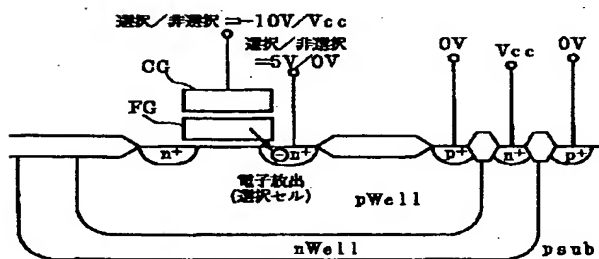 選択／非選択＝－10V／Vcc
選択／非選択
＝5V／0V
0V
Vcc
0V
CG
FG
n+
n+
p+
n+
p+
電子放出
(選択セル)
pWell
nWell
psub